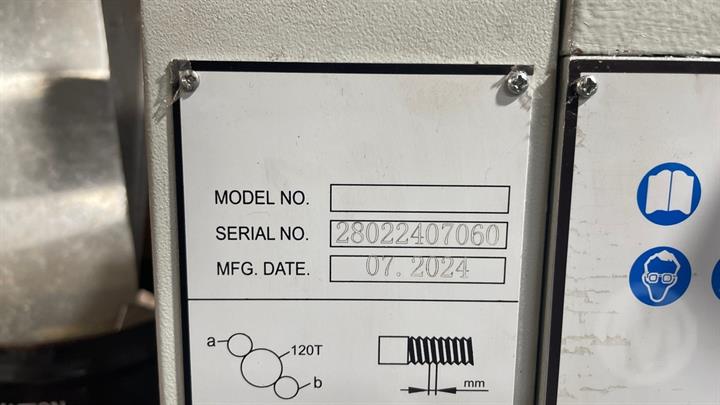 MODEL NO.
SERIAL NO. 28022407060
MFG. DATE. 07.2024
a
120T
b
mm